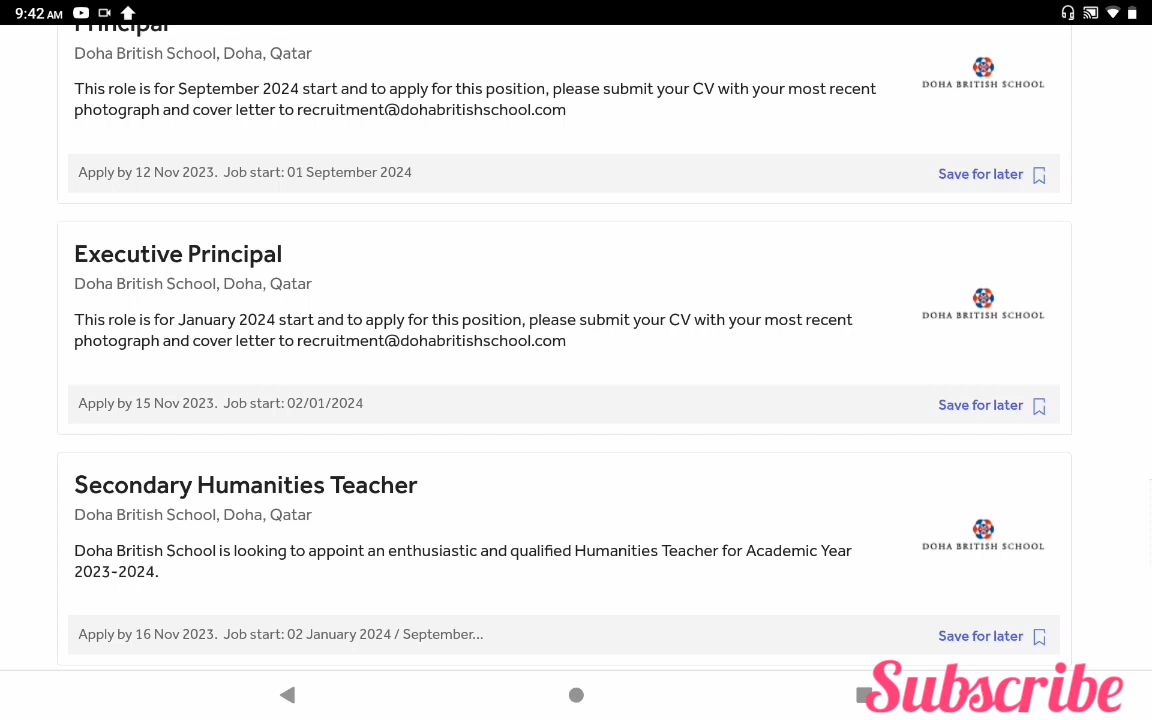 9:42 AM
Principal
Doha British School, Doha, Qatar
This role is for September 2024 start and to apply for this position, please submit your CV with your most recent
photograph and cover letter to recruitment@dohabritishschool.com
DOHA BRITISH SCHOOL
Apply by 12 Nov 2023. Job start: 01 September 2024
Save for later
Executive Principal
Doha British School, Doha, Qatar
This role is for January 2024 start and to apply for this position, please submit your CV with your most recent
photograph and cover letter to recruitment@dohabritishschool.com
DOHA BRITISH SCHOOL
Apply by 15 Nov 2023. Job start: 02/01/2024
Save for later
Secondary Humanities Teacher
Doha British School, Doha, Qatar
Doha British School is looking to appoint an enthusiastic and qualified Humanities Teacher for Academic Year
2023-2024.
DOHA BRITISH SCHOOL
Apply by 16 Nov 2023. Job start: 02 January 2024 / September...
Save for later
Subscribe